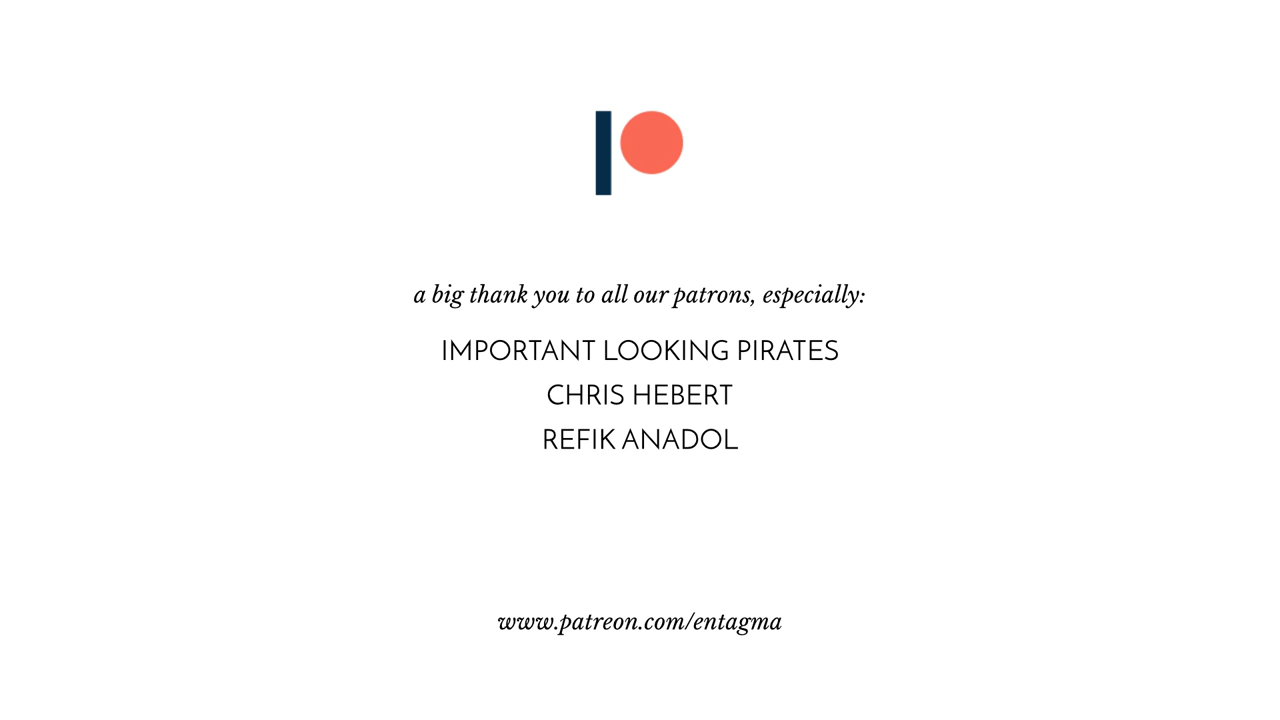 a big thank you to all our patrons, especially:
IMPORTANT LOOKING PIRATES
CHRIS HEBERT
REFIK ANADOL
www.patreon.com/entagma